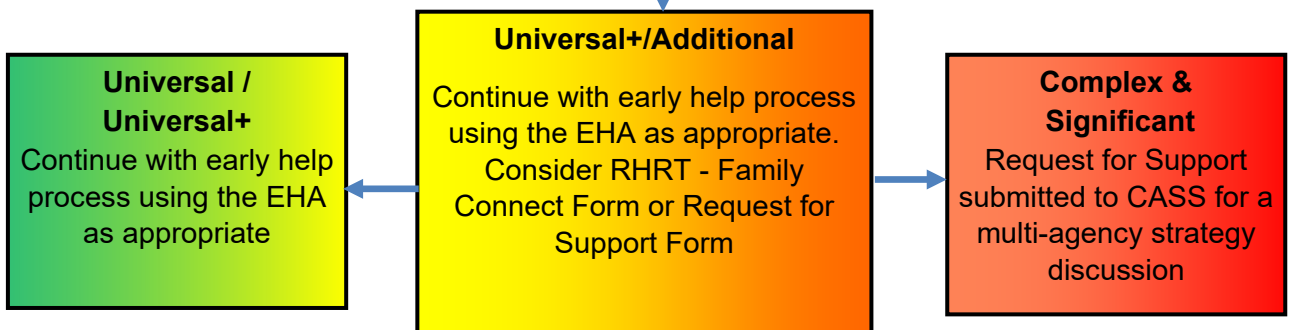 Universal /
Universal+
Continue with early help
process using the EHA
as appropriate
Universal+/Additional
Continue with early help process
using the EHA as appropriate.
Consider RHRT - Family
Connect Form or Request for
Support Form
Complex &
Significant
Request for Support
submitted to CASS for a
multi-agency strategy
discussion